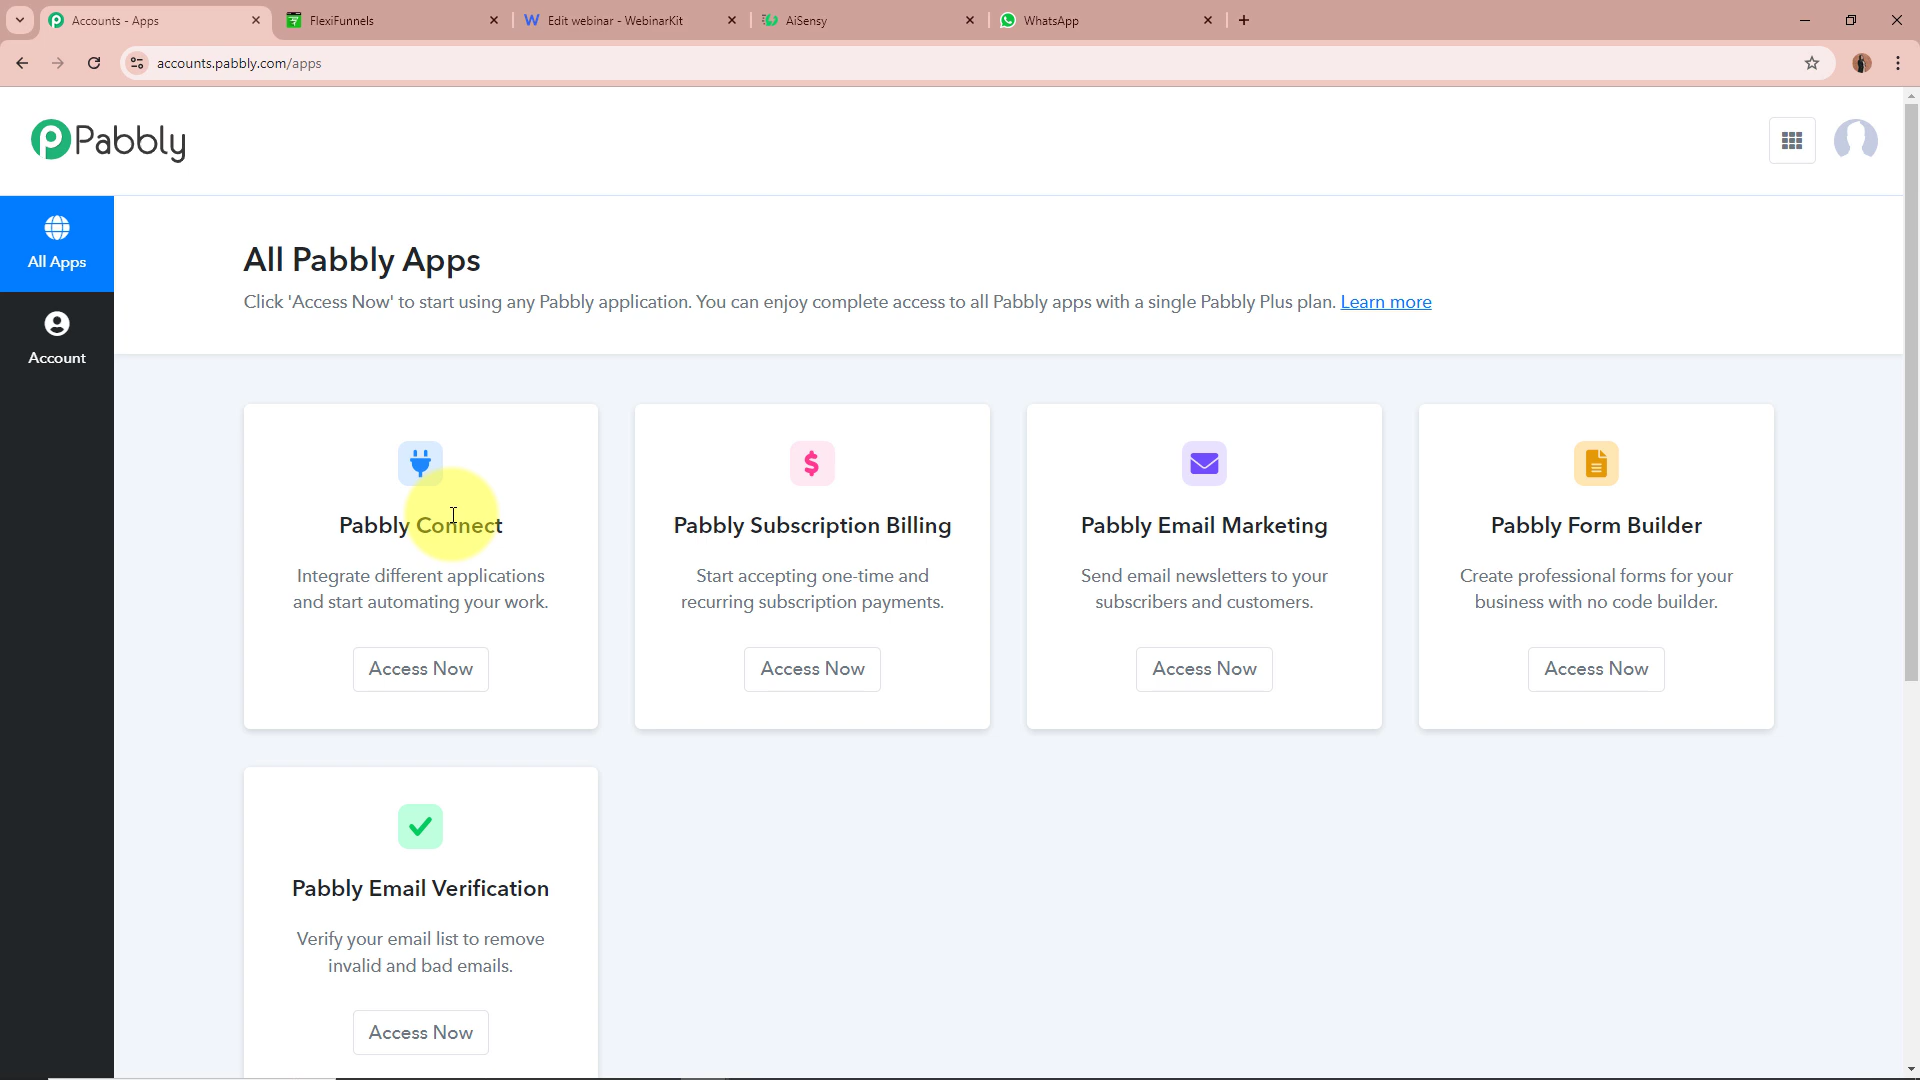 Accounts - Apps
FlexiFunnels
Edit webinar - WebinarKit
AiSensy
WhatsApp
accounts.pabbly.com/apps
Pabbly
All Apps
Account
All Pabbly Apps
Click 'Access Now' to start using any Pabbly application. You can enjoy complete access to all Pabbly apps with a single Pabbly Plus plan. Learn more
Pabbly Connect
Integrate different applications
and start automating your work.
Access Now
Pabbly Subscription Billing
Start accepting one-time and
recurring subscription payments.
Access Now
Pabbly Email Marketing
Send email newsletters to your
subscribers and customers.
Access Now
Pabbly Form Builder
Create professional forms for your
business with no code builder.
Access Now
Pabbly Email Verification
Verify your email list to remove
invalid and bad emails.
Access Now